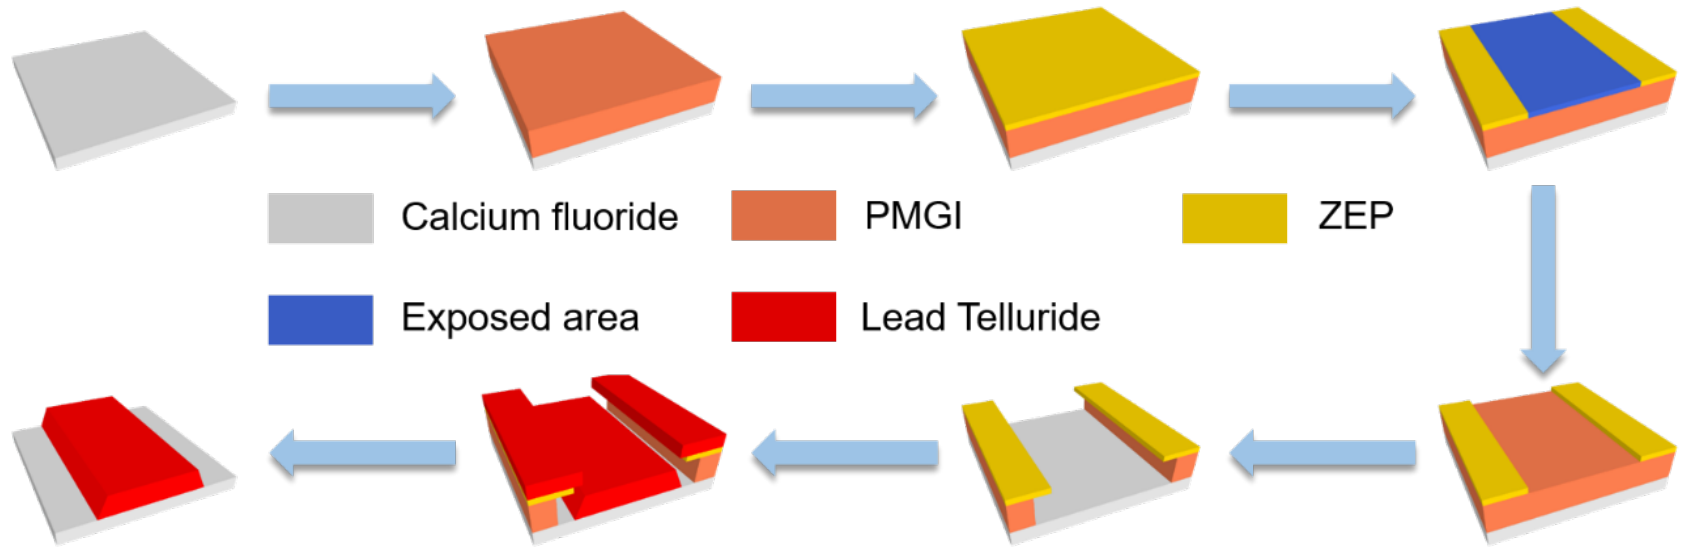 Calcium fluoride
PMGI
ZEP
Exposed area
Lead Telluride